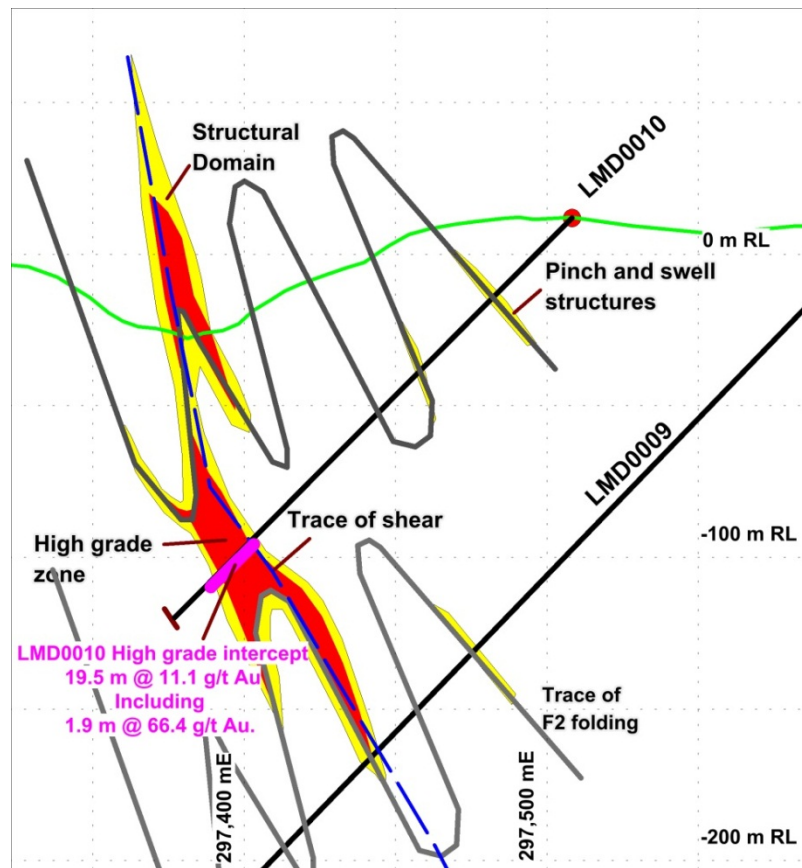 Structural
Domain
LMD0010
0 m RL
Pinch and swell
structures
LMD0009
Trace of shear
High grade
zone
-100 m RL
LMD0010 High grade intercept
19.5 m @ 11.1 g/t Au
Including
1.9 m @ 66.4 g/t Au.
Trace of
F2 folding
297,400 mE
297,500 mE
-200 m RL